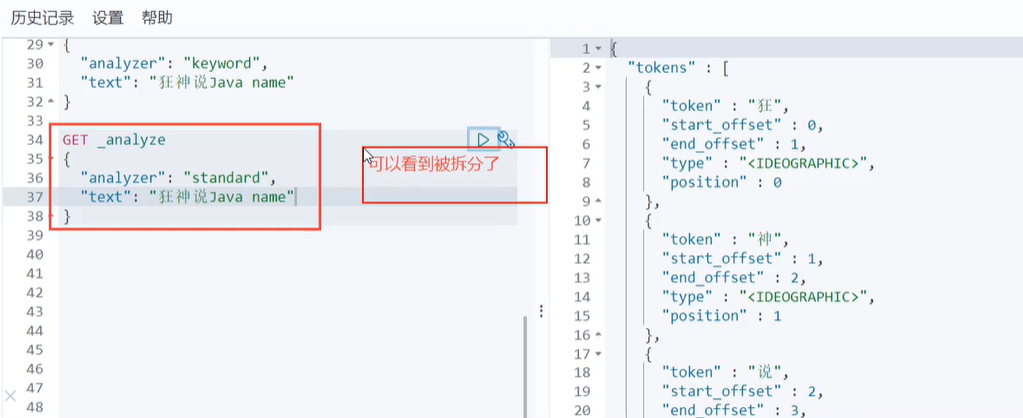 历史记录 设置 帮助
29 {
30 "analyzer": "keyword",
31 "text": "狂神说Java name"
32 }
33
34 GET _analyze
35 {
36 "analyzer": "standard",
37 "text": "狂神说Java name"
38 }
39
40
41
42
43
44
45
46
47
48
可以看到被拆分了
1 {
2 "tokens" : [
3 {
4 "token" : "狂",
5 "start_offset" : 0,
6 "end_offset" : 1,
7 "type" : "<IDEOGRAPHIC>",
8 "position" : 0
9 },
10 {
11 "token" : "神",
12 "start_offset" : 1,
13 "end_offset" : 2,
14 "type" : "<IDEOGRAPHIC>",
15 "position" : 1
16 },
17 {
18 "token" : "说",
19 "start_offset" : 2,
20 "end_offset" : 3,